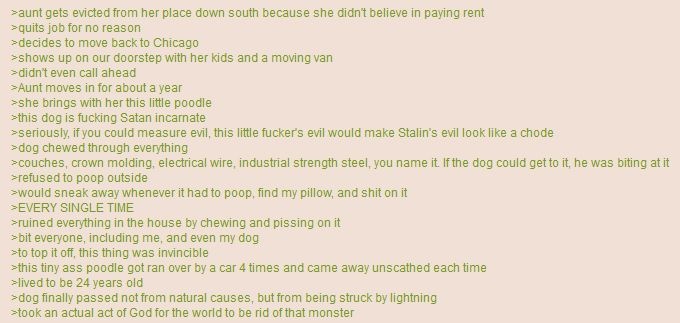 >aunt gets evicted from her place down south because she didn't believe in paying rent
>quits job for no reason
>decides to move back to Chicago
>shows up on our doorstep with her kids and a moving van
>didn't even call ahead
>Aunt moves in for about a year
>she brings with her this little poodle
>this dog is fucking Satan incarnate
>seriously, if you could measure evil, this little fucker's evil would make Stalin's evil look like a chode
>dog chewed through everything
>couches, crown molding, electrical wire, industrial strength steel, you name it. If the dog could get to it, he was biting at it
>refused to poop outside
>would sneak away whenever it had to poop, find my pillow, and shit on it
>EVERY SINGLE TIME
>ruined everything in the house by chewing and pissing on it
>bit everyone, including me, and even my dog
>to top it off, this thing was invincible
>this tiny ass poodle got ran over by a car 4 times and came away unscathed each time
>lived to be 24 years old
>dog finally passed not from natural causes, but from being struck by lightning
>took an actual act of God for the world to be rid of that monster